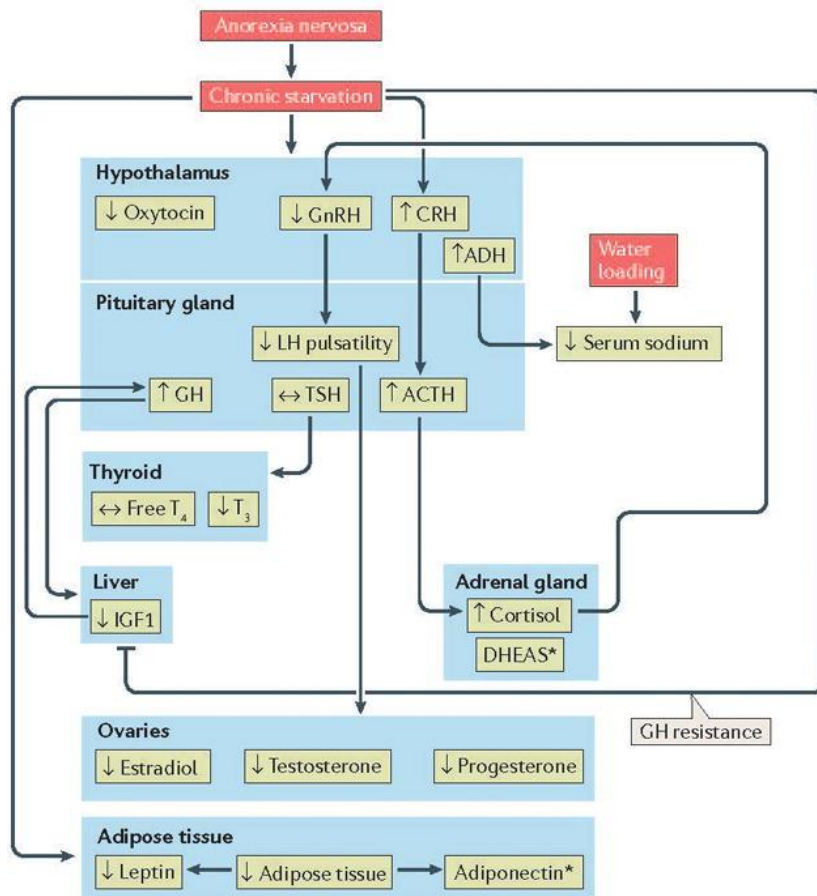 Anorexia nervosa
Chronic starvation
Hypothalamus
↓ Oxytocin
↓ GnRH
↑ CRH
↑ ADH
Water
loading
Pituitary gland
↓ LH pulsatility
↓ Serum sodium
↑ GH
↔ TSH
↑ ACTH
Thyroid
↔ Free T₄
↓ T₃
Liver
↓ IGF1
Adrenal gland
↑ Cortisol
DHEAS*
GH resistance
Ovaries
↓ Estradiol
↓ Testosterone
↓ Progesterone
Adipose tissue
↓ Leptin
↓ Adipose tissue
Adiponectin*